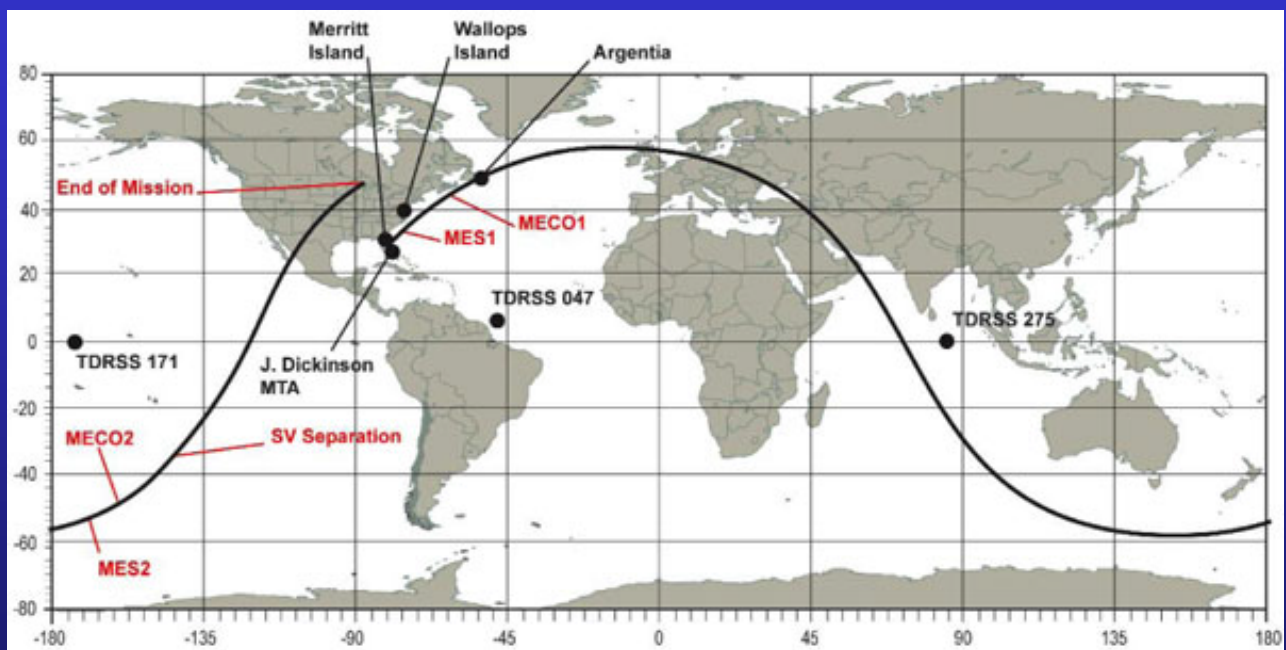 Merritt
Island
Wallops
Island
Argentia
80
60
End of Mission
40
MECO1
MES1
20
TDRSS 047
0
TDRSS 171
TDRSS 275
J. Dickinson
MTA
-20
MECO2
SV Separation
-40
-60
MES2
-80
-180
-135
-90
-45
0
45
90
135
180